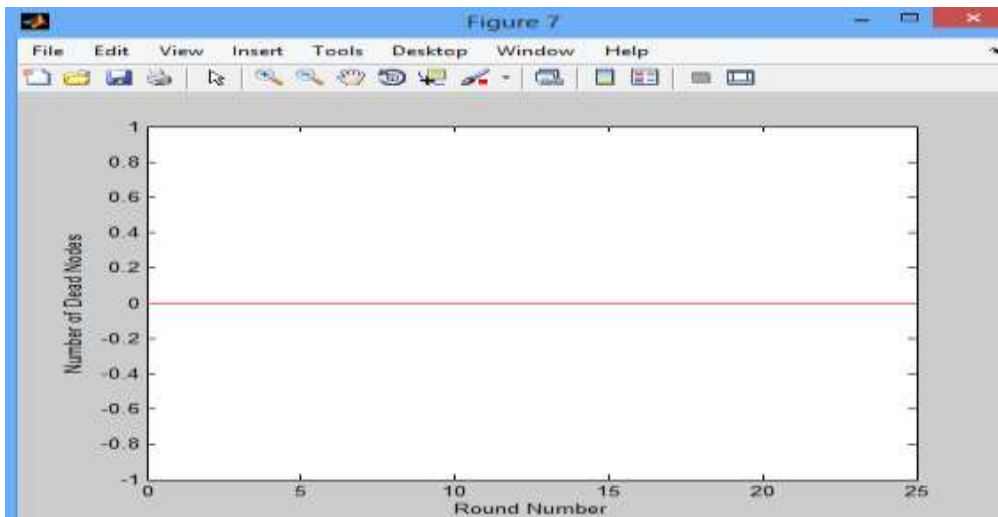 Figure 7
File Edit View Insert Tools Desktop Window Help
1
0.8
0.6
0.4
0.2
0
-0.2
-0.4
-0.6
-0.8
-1
Number of Dead Nodes
0 5 10 15 20 25
Round Number